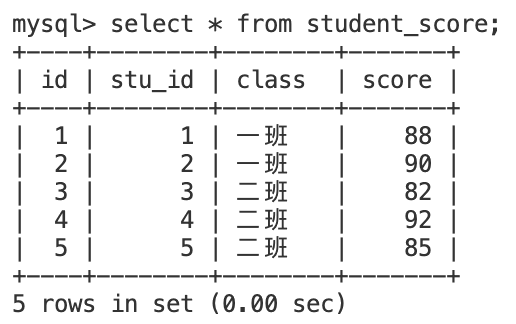 mysql> select * from student_score;
+----+--------+--------+-------+
| id | stu_id | class  | score |
+----+--------+--------+-------+
|  1 |      1 | 一班   |    88 |
|  2 |      2 | 一班   |    90 |
|  3 |      3 | 二班   |    82 |
|  4 |      4 | 二班   |    92 |
|  5 |      5 | 二班   |    85 |
+----+--------+--------+-------+
5 rows in set (0.00 sec)